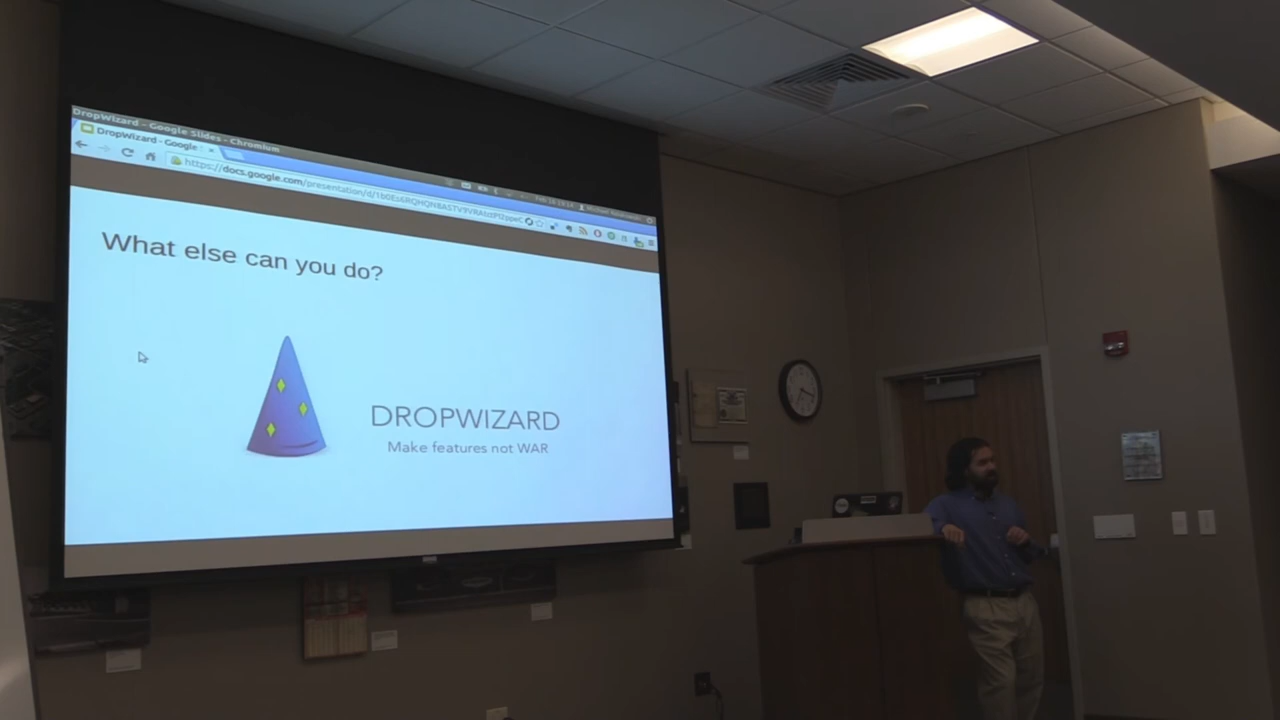 DropWizard - Google Slides - Chromium
DropWizard - Google
https://docs.google.com/presentation/d/
What else can you do?
DROPWIZARD
Make features not WAR